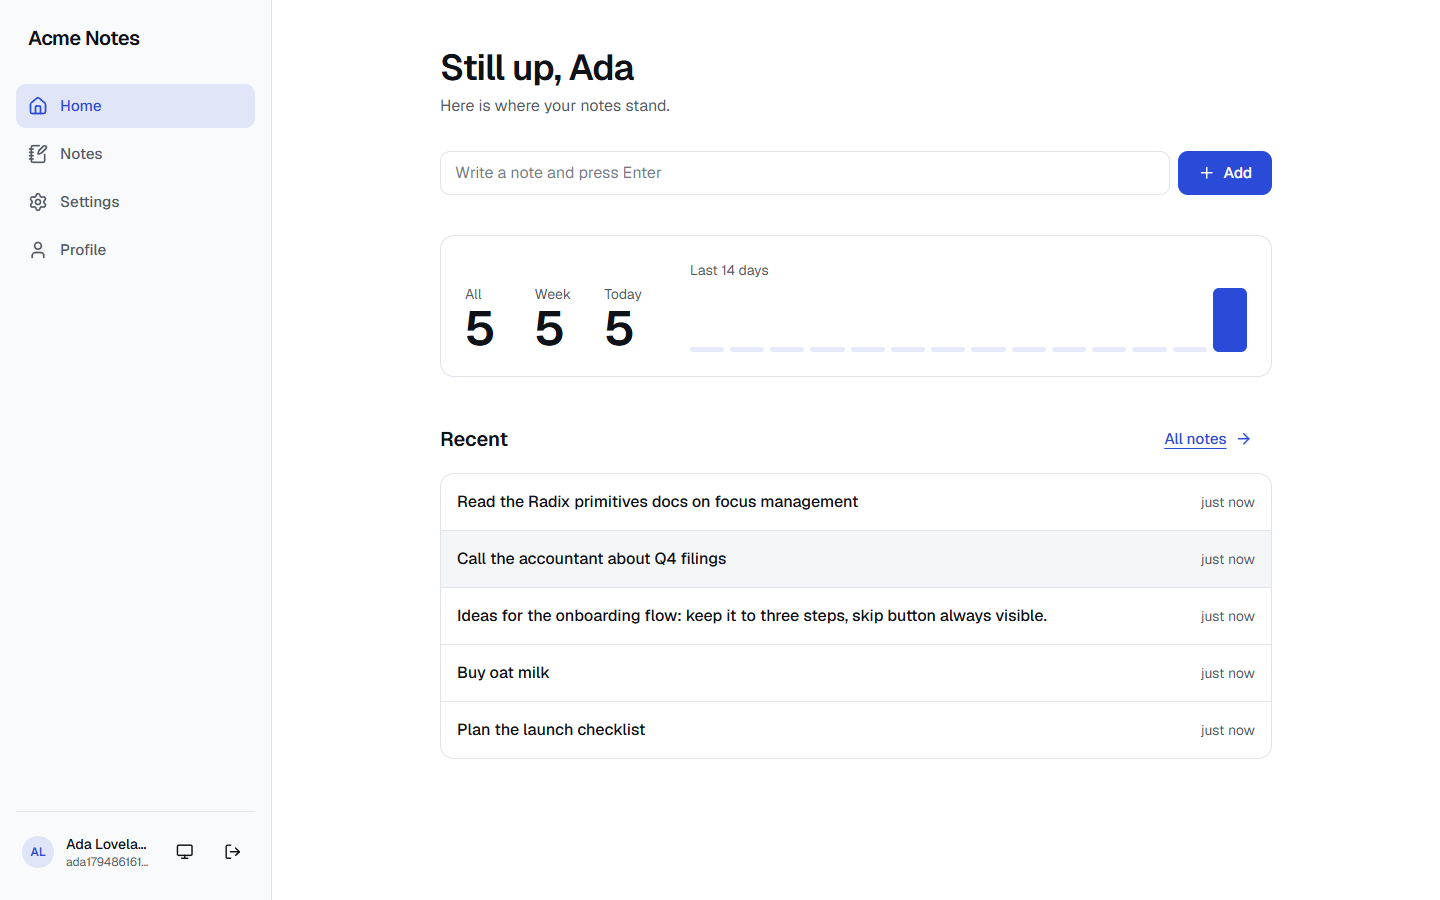 Acme Notes
Home
Notes
Settings
Profile
AL
Ada Lovela...
ada179486161...
Still up, Ada
Here is where your notes stand.
Write a note and press Enter
Add
All
5
Week
5
Today
5
Last 14 days
Recent
All notes
Read the Radix primitives docs on focus management
just now
Call the accountant about Q4 filings
just now
Ideas for the onboarding flow: keep it to three steps, skip button always visible.
just now
Buy oat milk
just now
Plan the launch checklist
just now